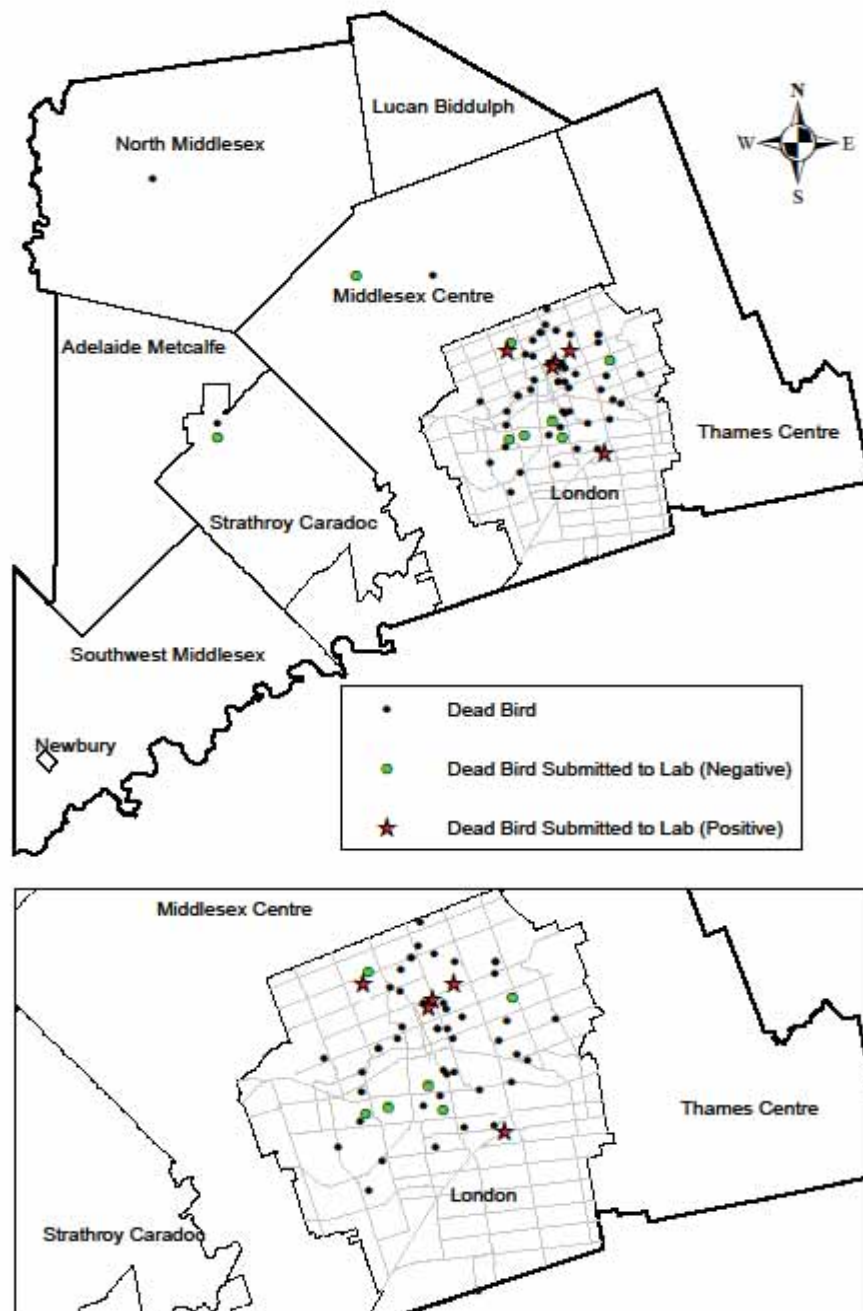 Lucan Biddulph
North Middlesex
N
W
E
S
Middlesex Centre
Adelaide Metcalfe
Thames Centre
London
Strathroy Caradoc
Southwest Middlesex
Newbury
Dead Bird
Dead Bird Submitted to Lab (Negative)
Dead Bird Submitted to Lab (Positive)
Middlesex Centre
Thames Centre
London
Strathroy Caradoc